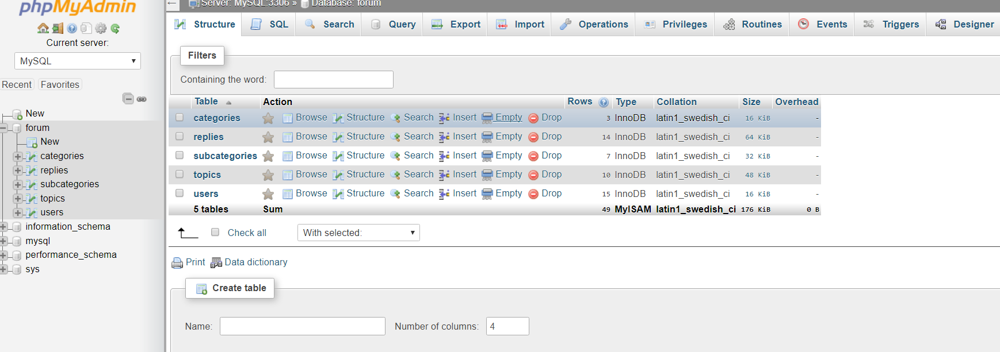 phpMyAdmin
Current server:
MySQL
Recent Favorites
New
forum
New
categories
replies
subcategories
topics
users
information_schema
mysql
performance_schema
sys
Server: MySQL:3306 » Database: forum
Structure SQL Search Query Export Import Operations Privileges Routines Events Triggers Designer
Filters
Containing the word:
Table Action Rows Type Collation Size Overhead
categories Browse Structure Search Insert Empty Drop 3 InnoDB latin1_swedish_ci 16 KiB -
replies Browse Structure Search Insert Empty Drop 14 InnoDB latin1_swedish_ci 64 KiB -
subcategories Browse Structure Search Insert Empty Drop 7 InnoDB latin1_swedish_ci 32 KiB -
topics Browse Structure Search Insert Empty Drop 10 InnoDB latin1_swedish_ci 48 KiB -
users Browse Structure Search Insert Empty Drop 15 InnoDB latin1_swedish_ci 16 KiB -
5 tables Sum 49 MyISAM latin1_swedish_ci 176 KiB 0 B
Check all With selected:
Print Data dictionary
Create table
Name: Number of columns: 4